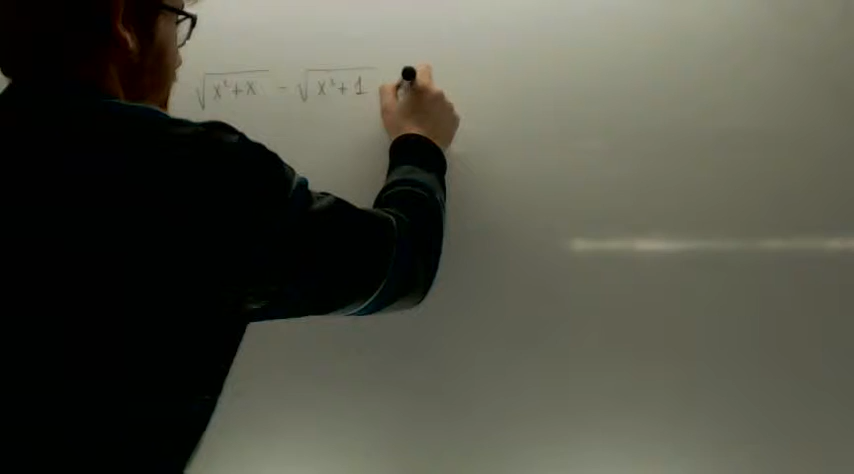 √(x²+x) - √(x²+1)